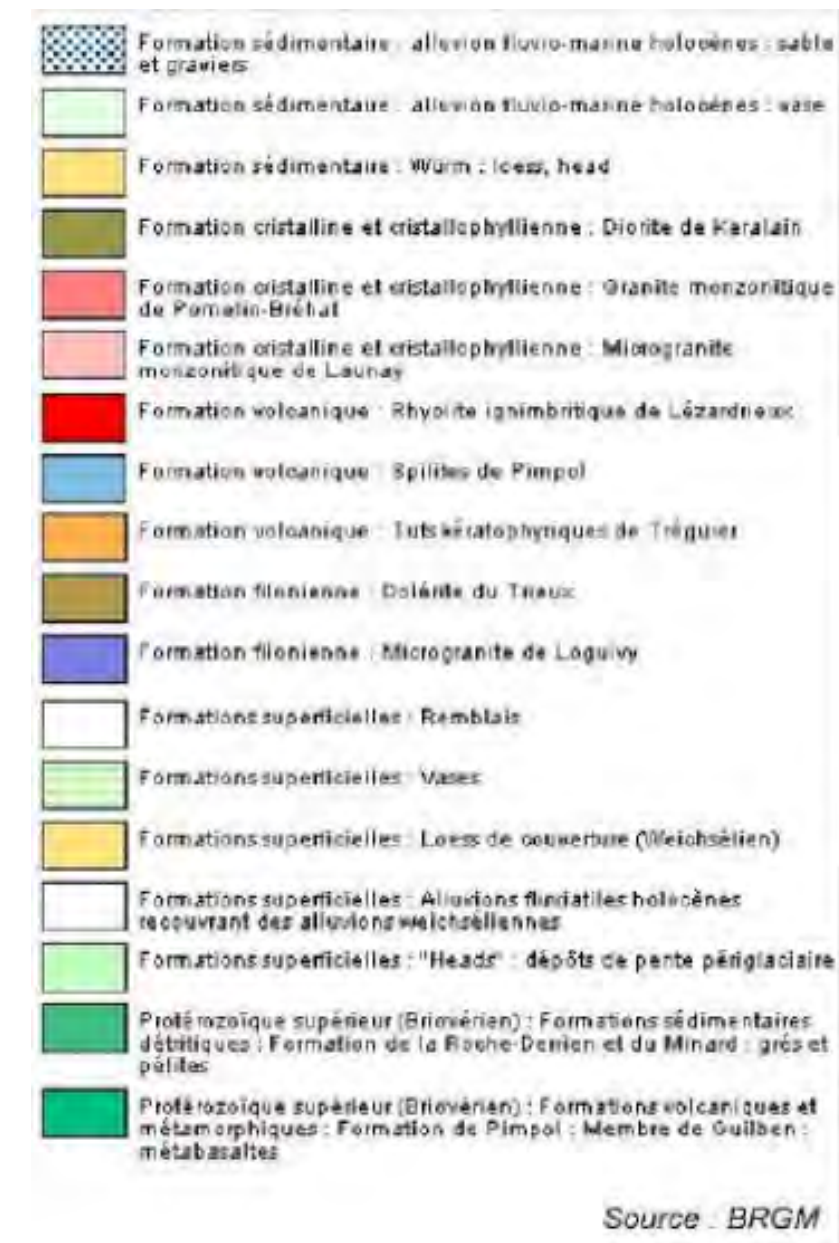 Formation sédimentaire : alluvion fluvio-marine holocènes : sable
et graviers
Formation sédimentaire : alluvion fluvio-marine holocènes : vase
Formation sédimentaire : Würm : loess, head
Formation cristalline et cristallophyllienne : Diorite de Keralain
Formation cristalline et cristallophyllienne : Granite monzonitique
de Pomelin-Bréhat
Formation cristalline et cristallophyllienne : Microgranite
monzonitique de Launay
Formation volcanique : Rhyolite ignimbritique de Lézardrieux
Formation volcanique : Spilites de Pimpol
Formation volcanique : Tufs kératophyriques de Tréguier
Formation filonienne : Dolérite du Trieux
Formation filonienne : Microgranite de Loguivy
Formations superficielles : Remblais
Formations superficielles : Vases
Formations superficielles : Loess de couverture (Weichsélien)
Formations superficielles : Alluvions fluviatiles holocènes
recouvrant des alluvions weichséliennes
Formations superficielles : "Heads" : dépôts de pente périglaciaire
Protérozoïque supérieur (Briovérien) : Formations sédimentaires
détritiques : Formation de la Roche-Derrien et du Minard : grès et
pélites
Protérozoïque supérieur (Briovérien) : Formations volcaniques et
métamorphiques : Formation de Pimpol : Membre de Guilben :
métabasaltes
Source : BRGM